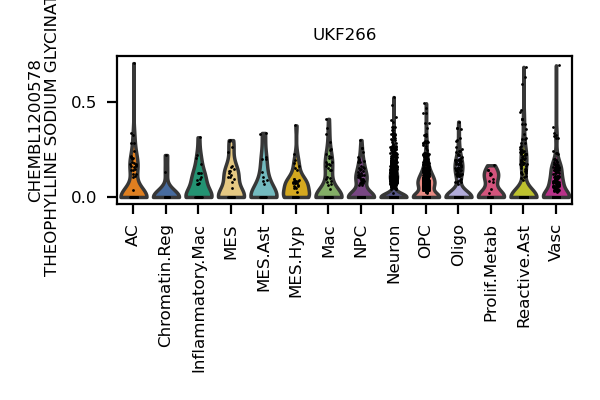 UKF266
CHEMBL1200578
THEOPHYLLINE SODIUM GLYCINAT
0.5
0.0
AC
Chromatin.Reg
Inflammatory.Mac
MES
MES.Ast
MES.Hyp
Mac
NPC
Neuron
OPC
Oligo
Prolif.Metab
Reactive.Ast
Vasc